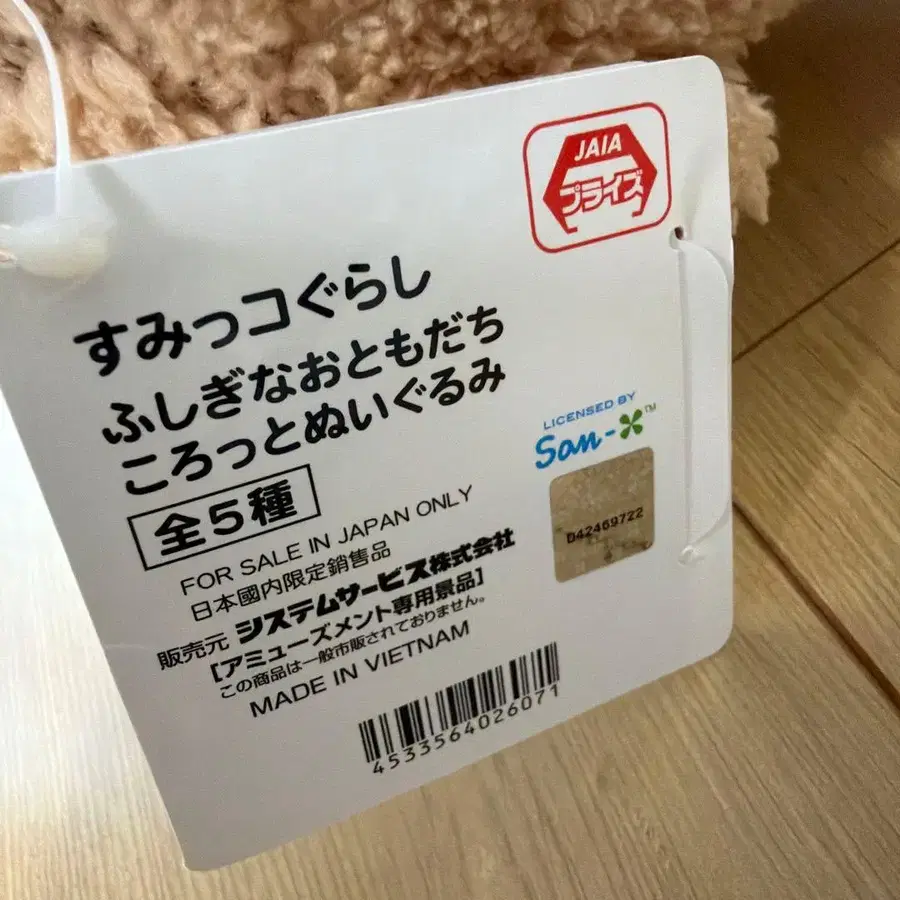 JAIA
プライズ
すみっコぐらし
ふしぎなおともだち
ころっとぬいぐるみ
全5種
LICENSED BY
San-X™
D42469722
FOR SALE IN JAPAN ONLY
日本國內限定銷售品
販売元 システムサービス株式会社
[アミューズメント専用景品]
この商品は一般市販されておりません。
MADE IN VIETNAM
4533564026071